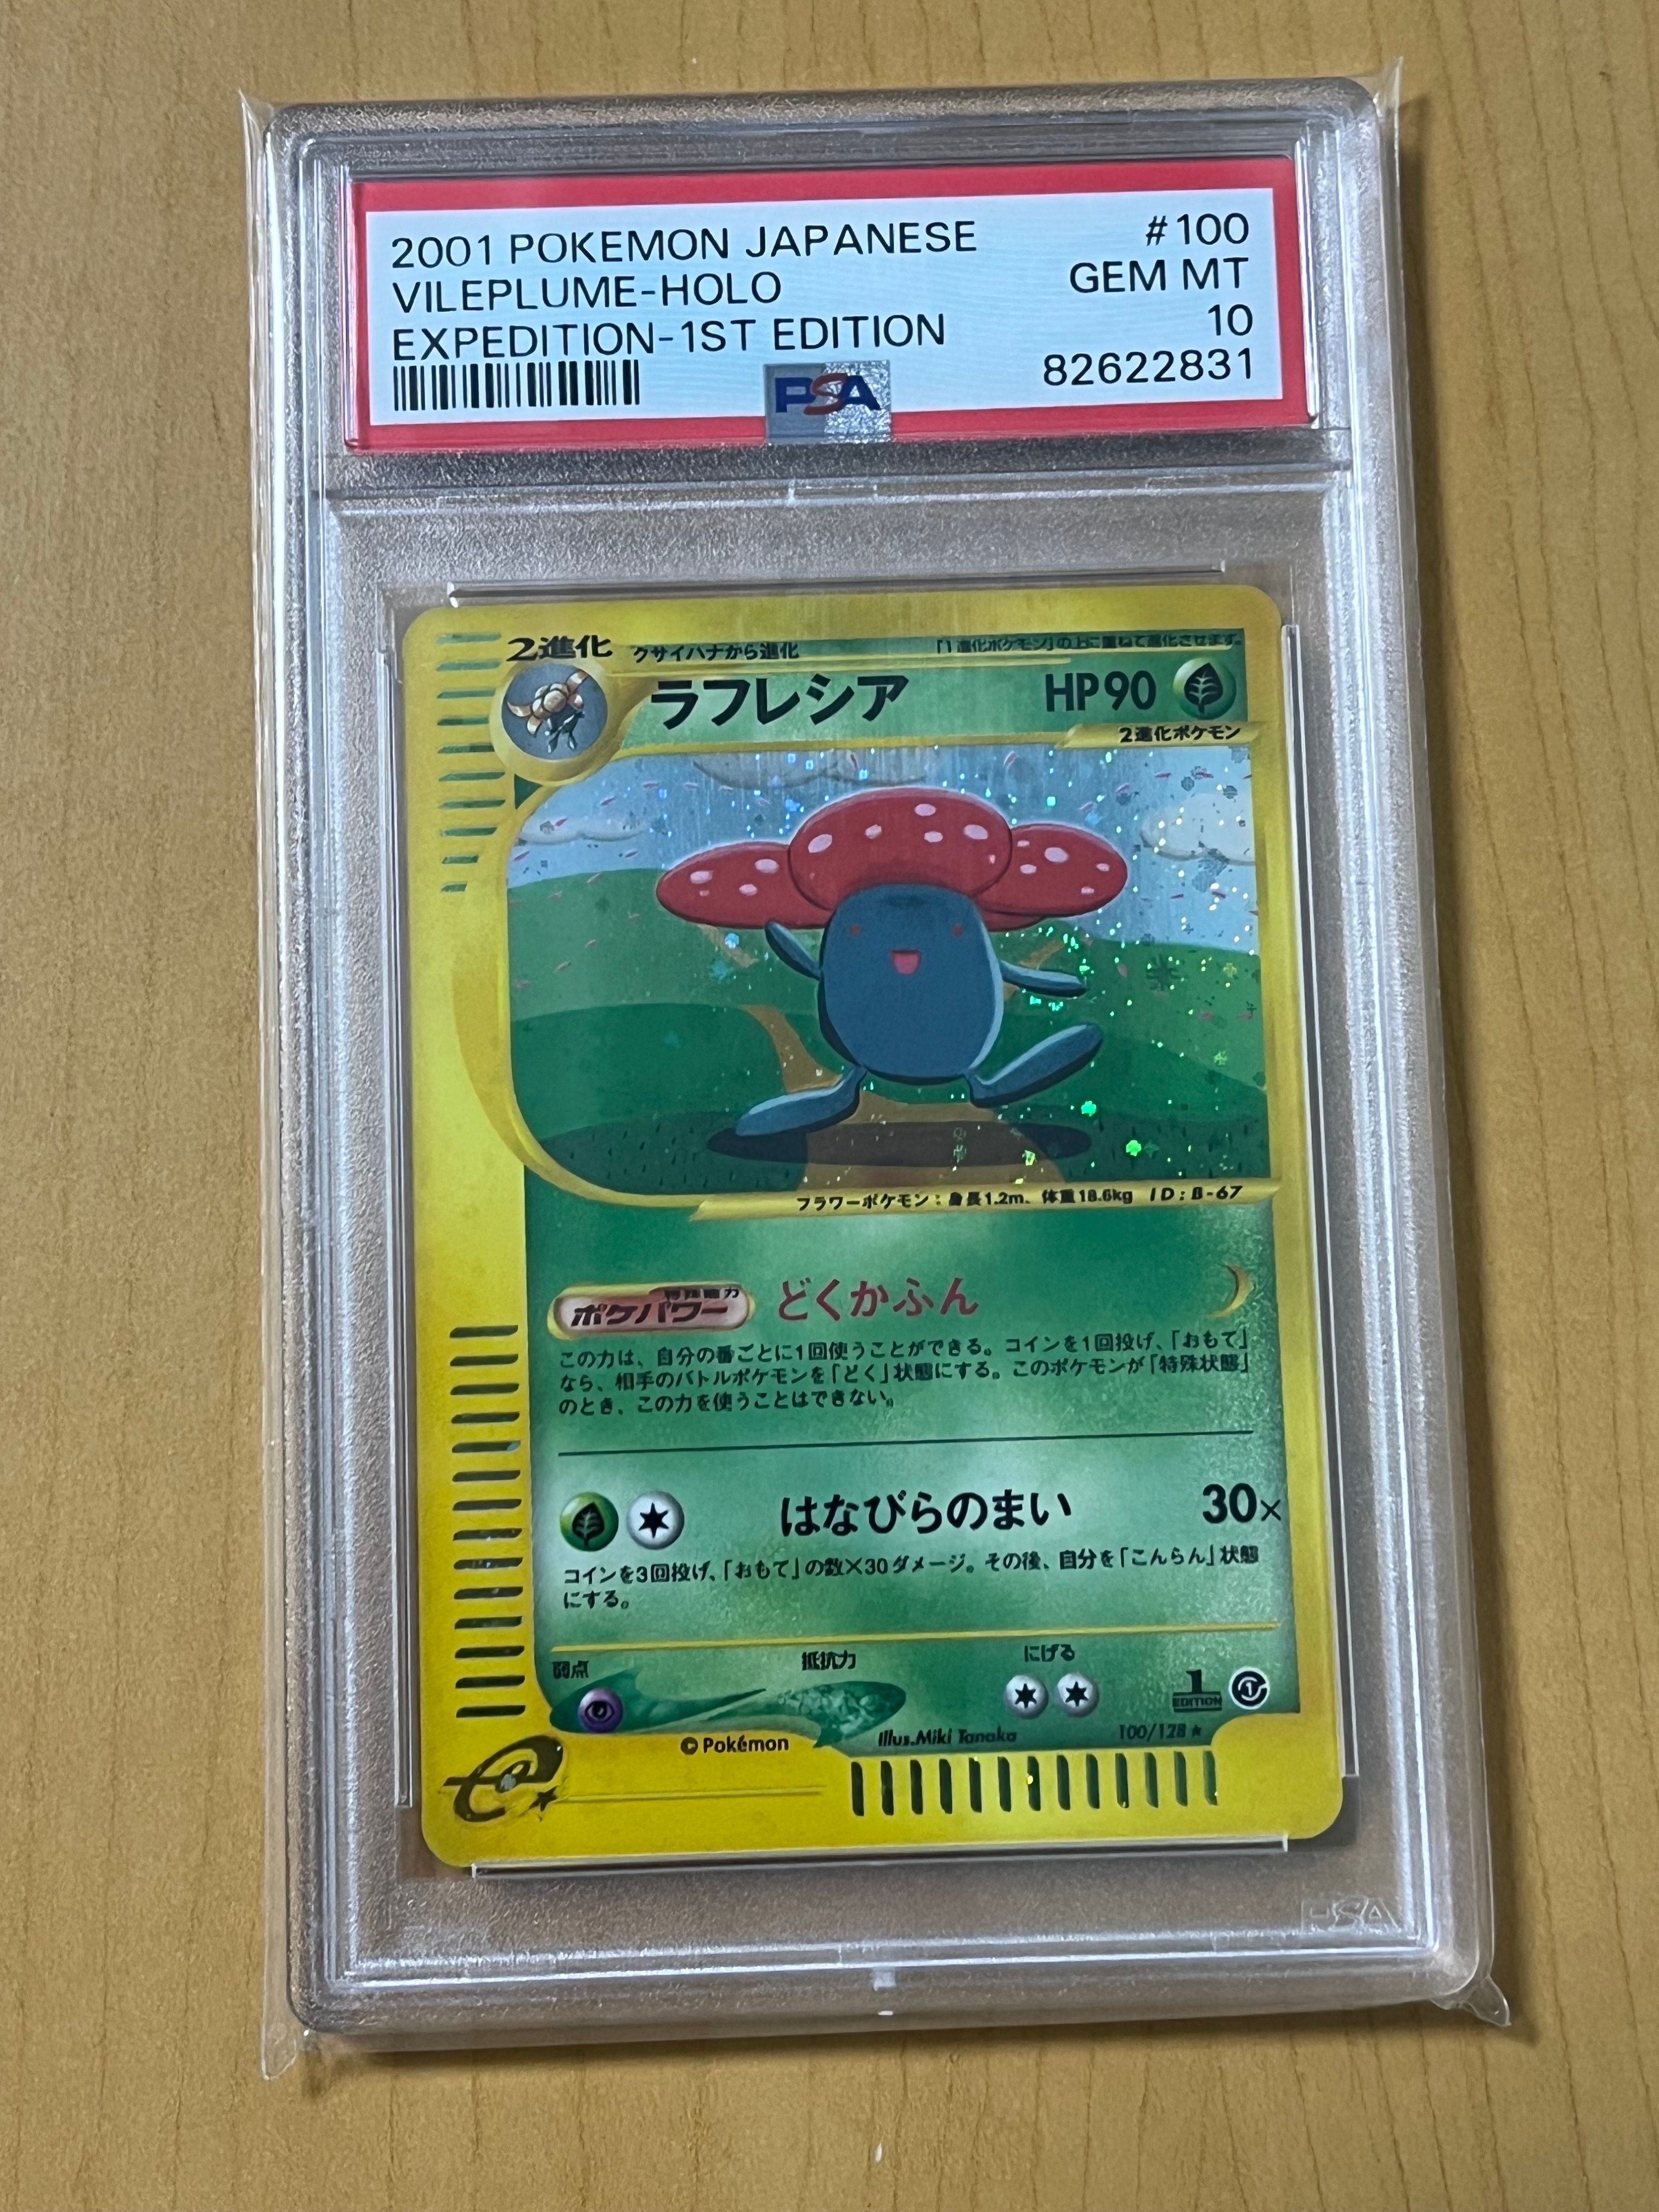 2001 POKEMON JAPANESE #100
VILEPLUME-HOLO GEM MT
EXPEDITION-1ST EDITION 10
82622831
PSA
2進化 クサイハナから進化 「1進化ポケモン」の上に重ねて進化させます。
ラフレシア HP90
2進化ポケモン
フラワーポケモン：身長1.2m、体重18.6kg ID:B-67
特殊能力
ポケパワー どくかふん
この力は、自分の番ごとに1回使うことができる。コインを1回投げ、「おもて」
なら、相手のバトルポケモンを「どく」状態にする。このポケモンが「特殊状態」
のとき、この力を使うことはできない。
はなびらのまい 30×
コインを3回投げ、「おもて」の数×30ダメージ。その後、自分を「こんらん」状態
にする。
弱点 抵抗力 にげる
1
EDITION
©Pokémon Illus.Miki Tanaka 100/128 ★
e
PSA